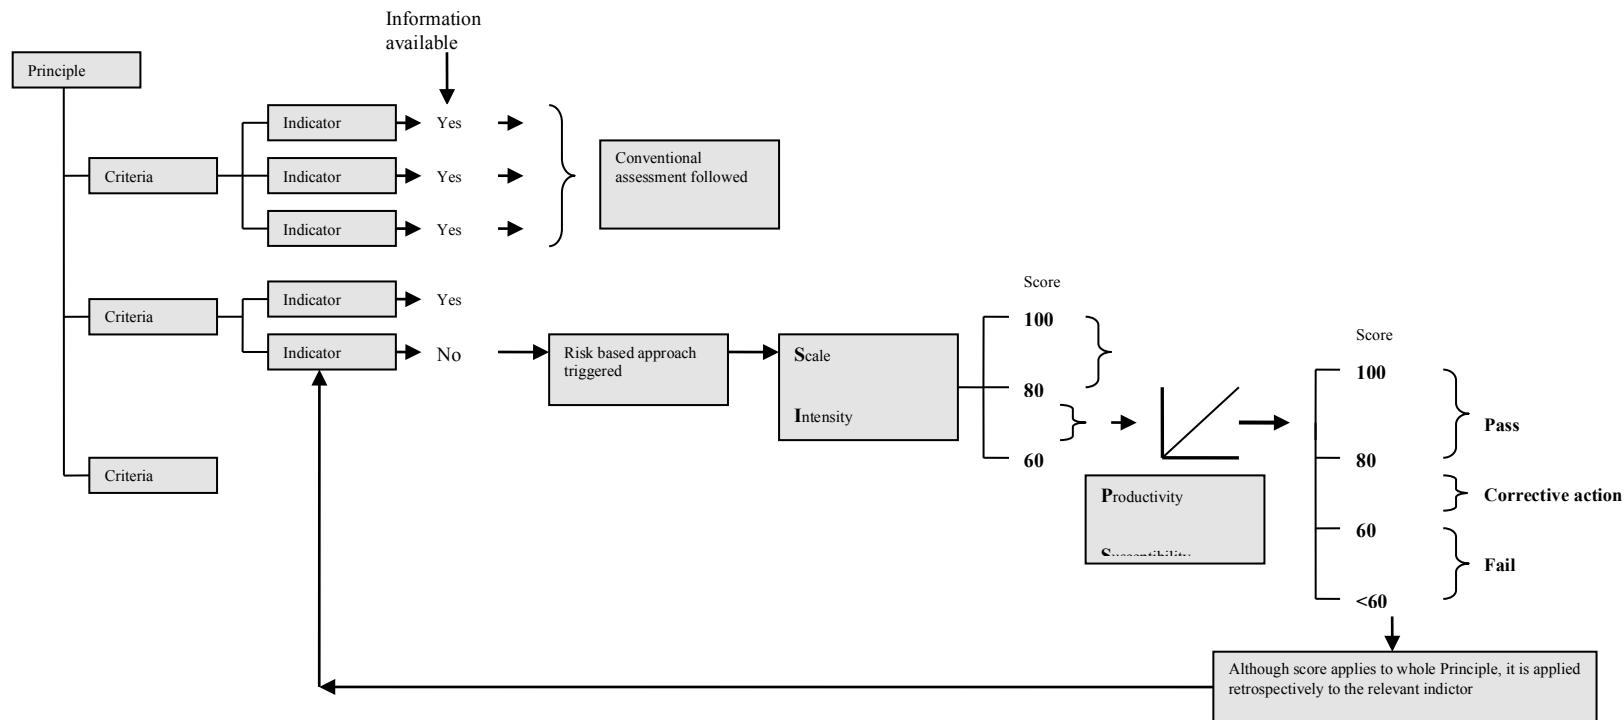 Information
available
Principle
Indicator
Yes
Criteria
Indicator
Yes
Indicator
Yes
Conventional
assessment followed
Criteria
Indicator
Yes
Indicator
No
Risk based approach
triggered
Scale
Intensity
Score
100
80
60
Productivity
Susceptibility
Score
100
Pass
80
Corrective action
60
Fail
<60
Criteria
Although score applies to whole Principle, it is applied
retrospectively to the relevant indictor